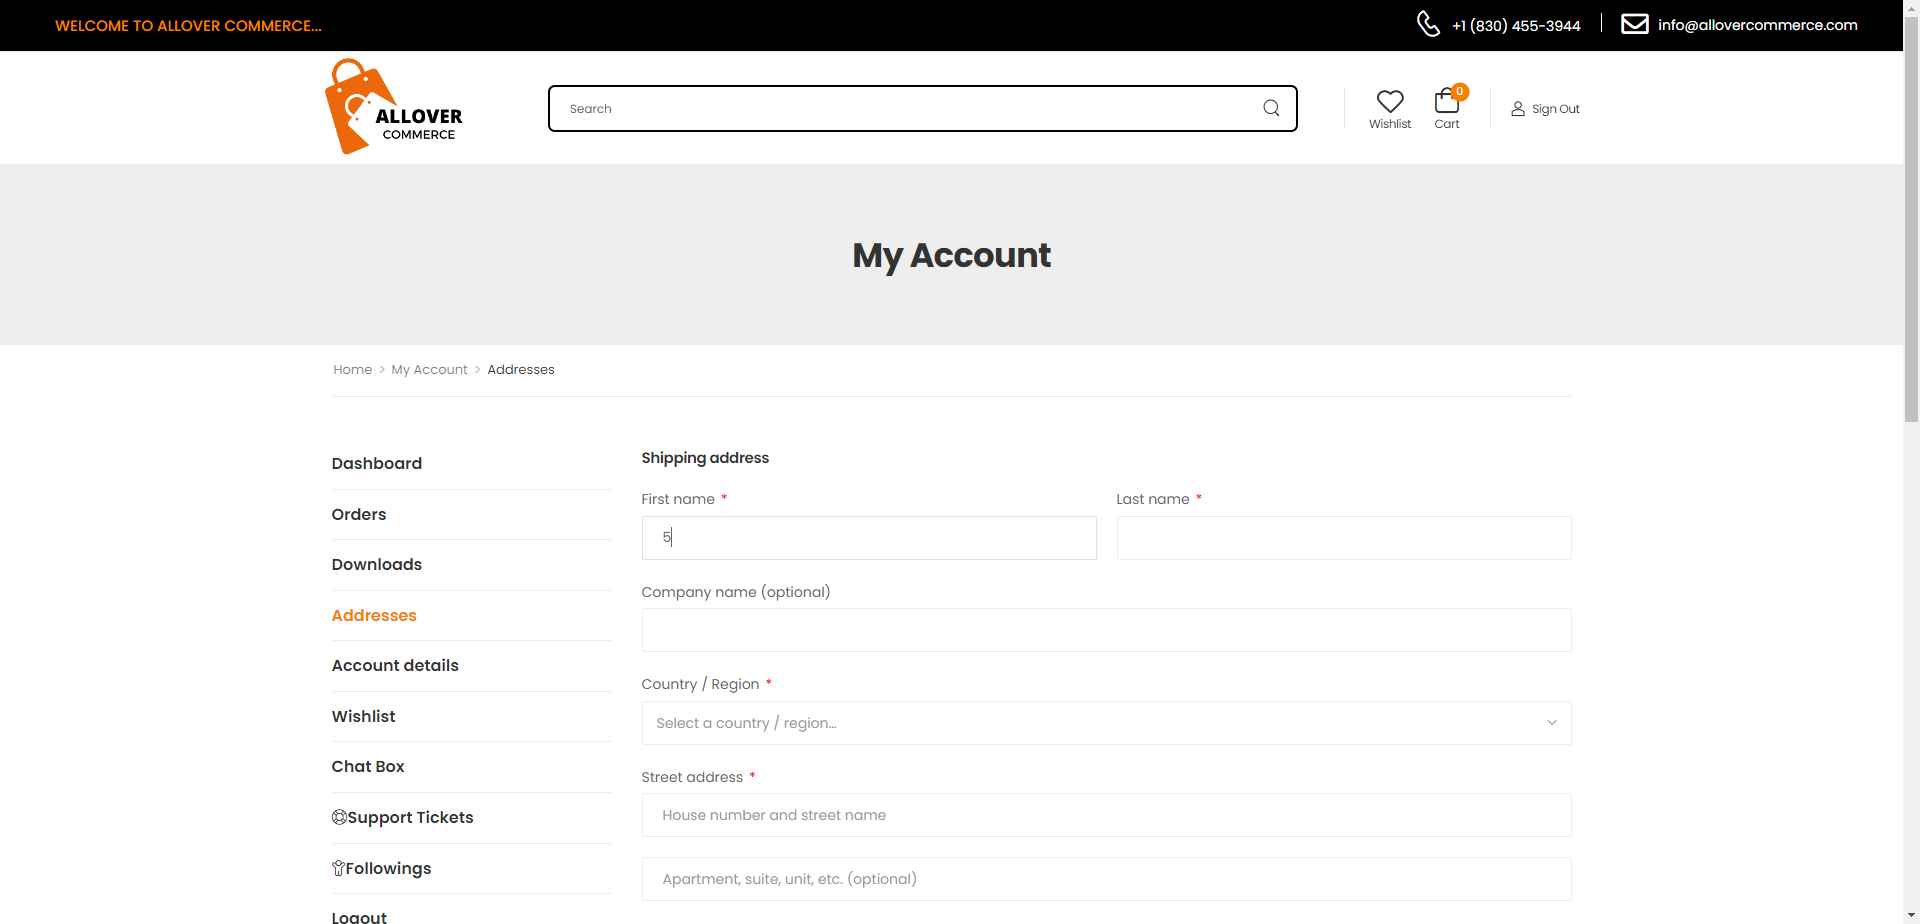 WELCOME TO ALLOVER COMMERCE...
+1 (830) 455-3944
info@allovercommerce.com
ALLOVER
COMMERCE
Search
Wishlist
0
Cart
Sign Out
My Account
Home > My Account > Addresses
Dashboard
Orders
Downloads
Addresses
Account details
Wishlist
Chat Box
Support Tickets
Followings
Logout
Shipping address
First name *
5
Last name *
Company name (optional)
Country / Region *
Select a country / region...
Street address *
House number and street name
Apartment, suite, unit, etc. (optional)